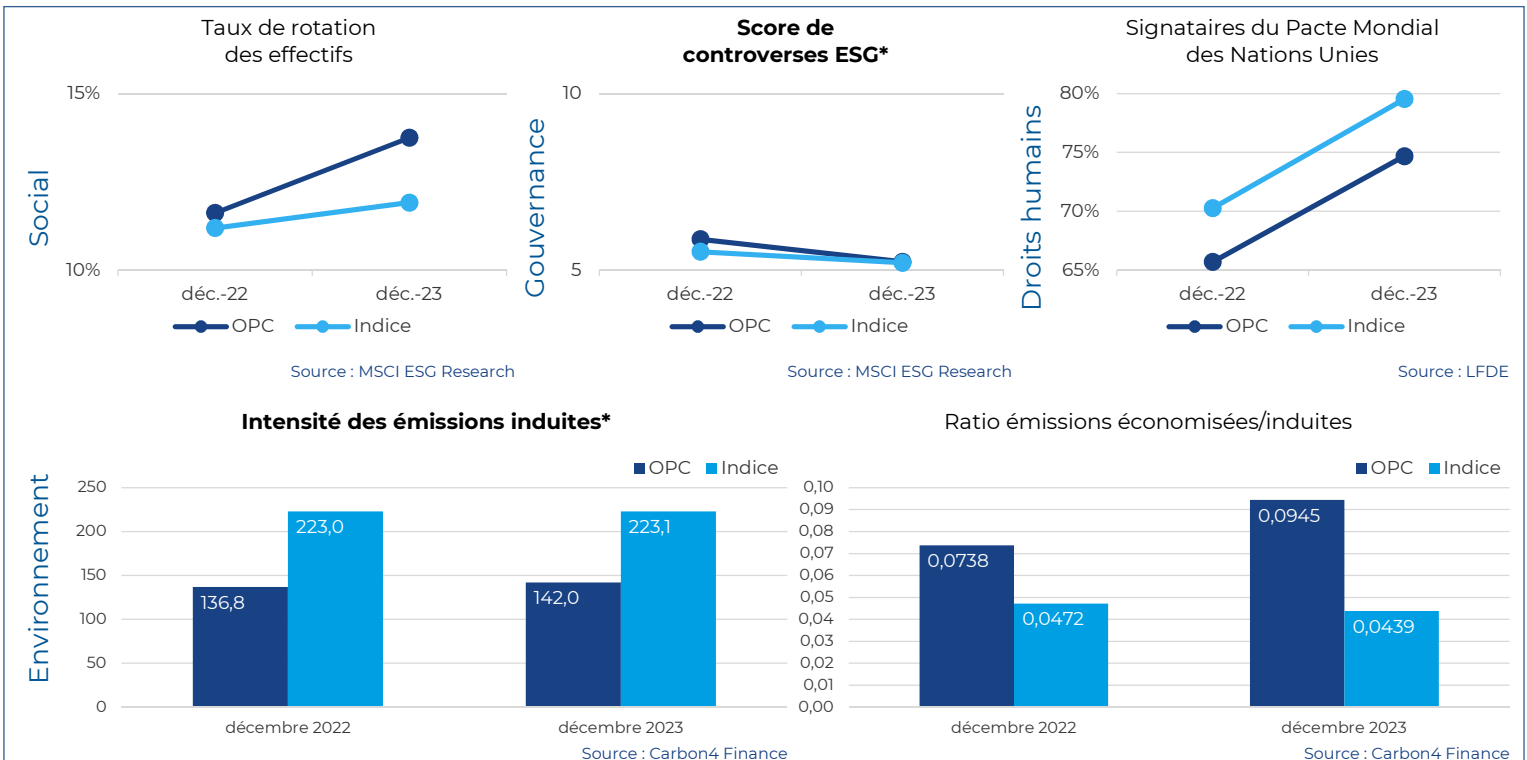 Taux de rotation
des effectifs
Social
15%
10%
déc.-22
déc.-23
OPC
Indice
Source : MSCI ESG Research
Score de
controverses ESG*
Gouvernance
10
5
déc.-22
déc.-23
OPC
Indice
Source : MSCI ESG Research
Signataires du Pacte Mondial
des Nations Unies
Droits humains
80%
75%
70%
65%
déc.-22
déc.-23
OPC
Indice
Source : LFDE
Environnement
Intensité des émissions induites*
OPC
Indice
250
200
150
100
50
0
136,8
223,0
142,0
223,1
décembre 2022
décembre 2023
Source : Carbon4 Finance
Ratio émissions économisées/induites
OPC
Indice
0,10
0,09
0,08
0,07
0,06
0,05
0,04
0,03
0,02
0,01
0,00
0,0738
0,0472
0,0945
0,0439
décembre 2022
décembre 2023
Source : Carbon4 Finance